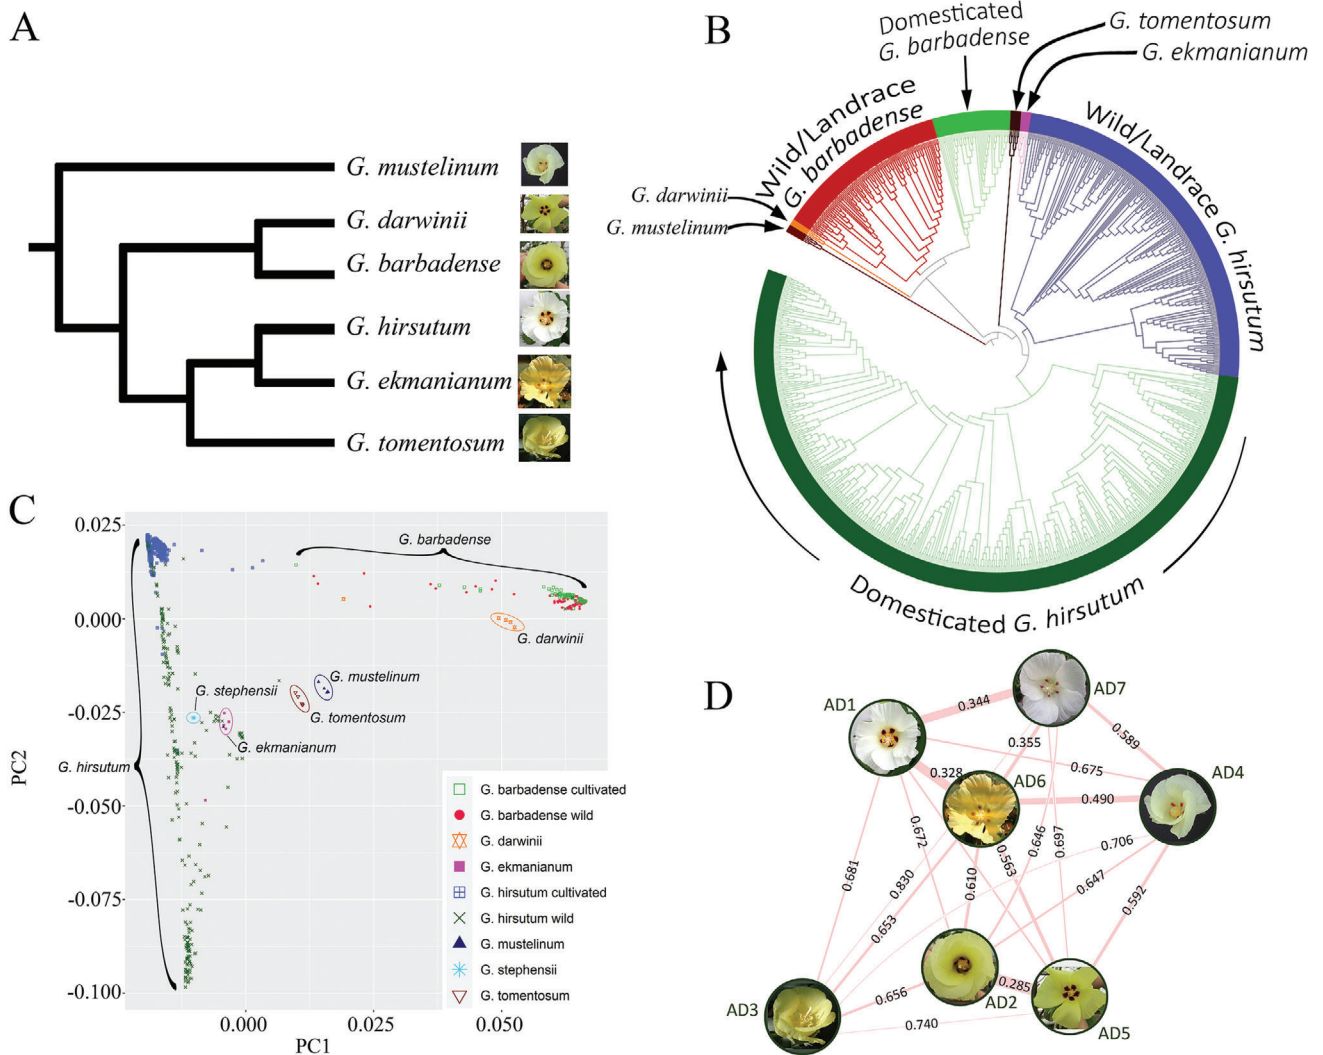 A
G. mustelinum
G. darwinii
G. barbadense
G. hirsutum
G. ekmanianum
G. tomentosum
B
Domesticated
G. barbadense
G. tomentosum
G. ekmanianum
Wild/Landrace
G. barbadense
Wild/Landrace G. hirsutum
G. darwinii
G. mustelinum
Domesticated G. hirsutum
C
0.025
0.000
-0.025
-0.050
-0.075
-0.100
PC2
0.000
0.025
0.050
PC1
G. barbadense
G. darwinii
G. mustelinum
G. stephensii
G. tomentosum
G. ekmanianum
G. hirsutum
G. barbadense cultivated
G. barbadense wild
G. darwinii
G. ekmanianum
G. hirsutum cultivated
G. hirsutum wild
G. mustelinum
G. stephensii
G. tomentosum
D
AD7
AD1
0.344
0.589
0.355
0.675
0.328
AD6
AD4
0.490
0.672
0.646
0.697
0.706
0.563
0.681
0.830
0.610
0.647
0.592
0.653
0.656
0.285
AD3
AD2
AD5
0.740